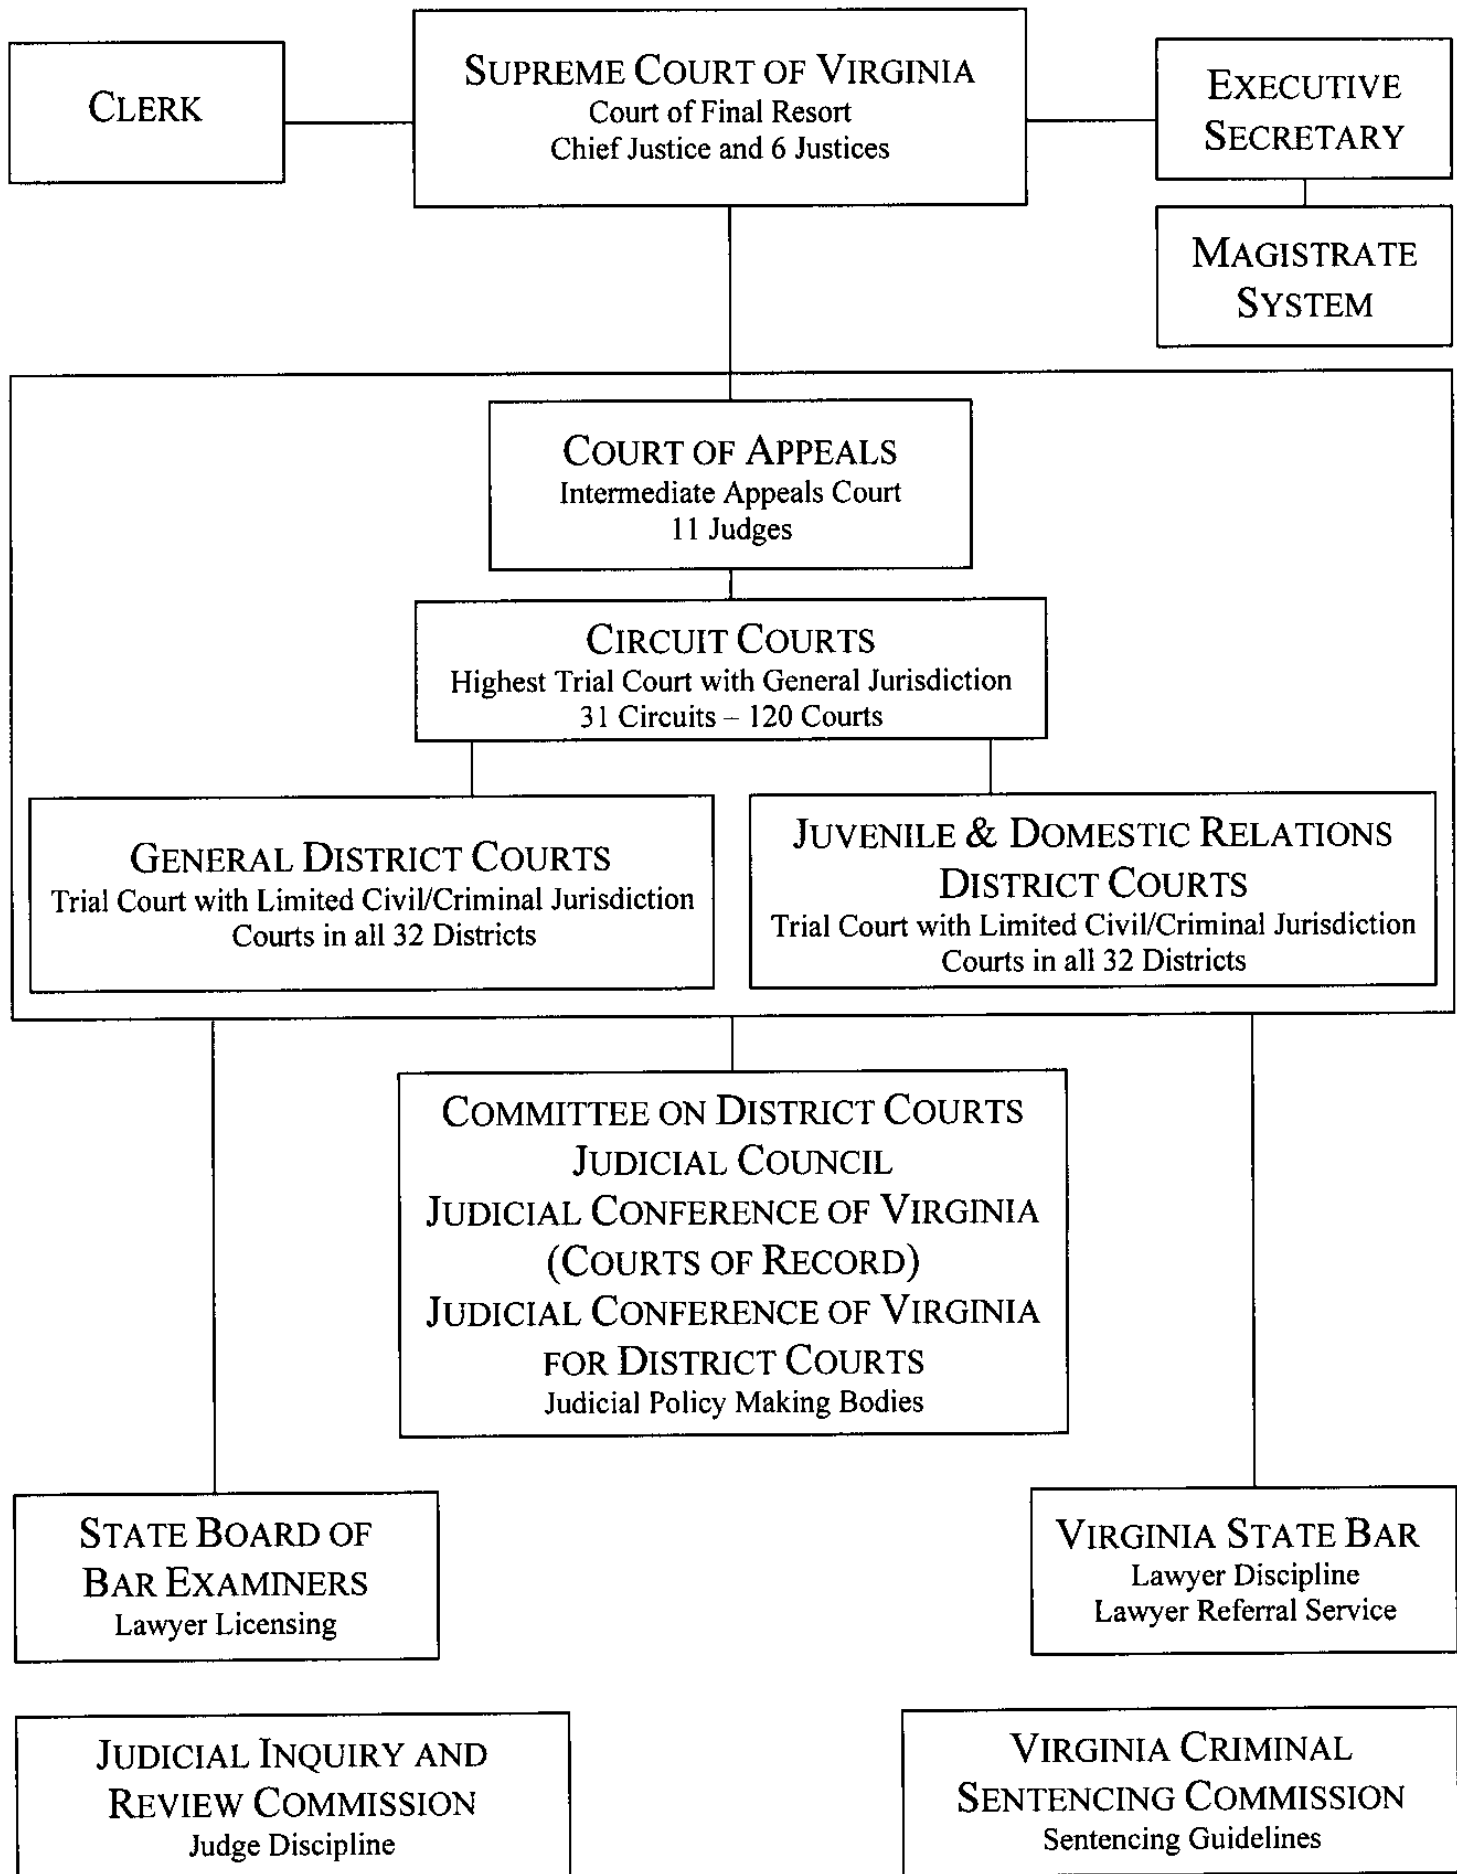 CLERK
SUPREME COURT OF VIRGINIA
Court of Final Resort
Chief Justice and 6 Justices
EXECUTIVE
SECRETARY
MAGISTRATE
SYSTEM
COURT OF APPEALS
Intermediate Appeals Court
11 Judges
CIRCUIT COURTS
Highest Trial Court with General Jurisdiction
31 Circuits – 120 Courts
GENERAL DISTRICT COURTS
Trial Court with Limited Civil/Criminal Jurisdiction
Courts in all 32 Districts
JUVENILE & DOMESTIC RELATIONS
DISTRICT COURTS
Trial Court with Limited Civil/Criminal Jurisdiction
Courts in all 32 Districts
COMMITTEE ON DISTRICT COURTS
JUDICIAL COUNCIL
JUDICIAL CONFERENCE OF VIRGINIA
(COURTS OF RECORD)
JUDICIAL CONFERENCE OF VIRGINIA
FOR DISTRICT COURTS
Judicial Policy Making Bodies
STATE BOARD OF
BAR EXAMINERS
Lawyer Licensing
VIRGINIA STATE BAR
Lawyer Discipline
Lawyer Referral Service
JUDICIAL INQUIRY AND
REVIEW COMMISSION
Judge Discipline
VIRGINIA CRIMINAL
SENTENCING COMMISSION
Sentencing Guidelines